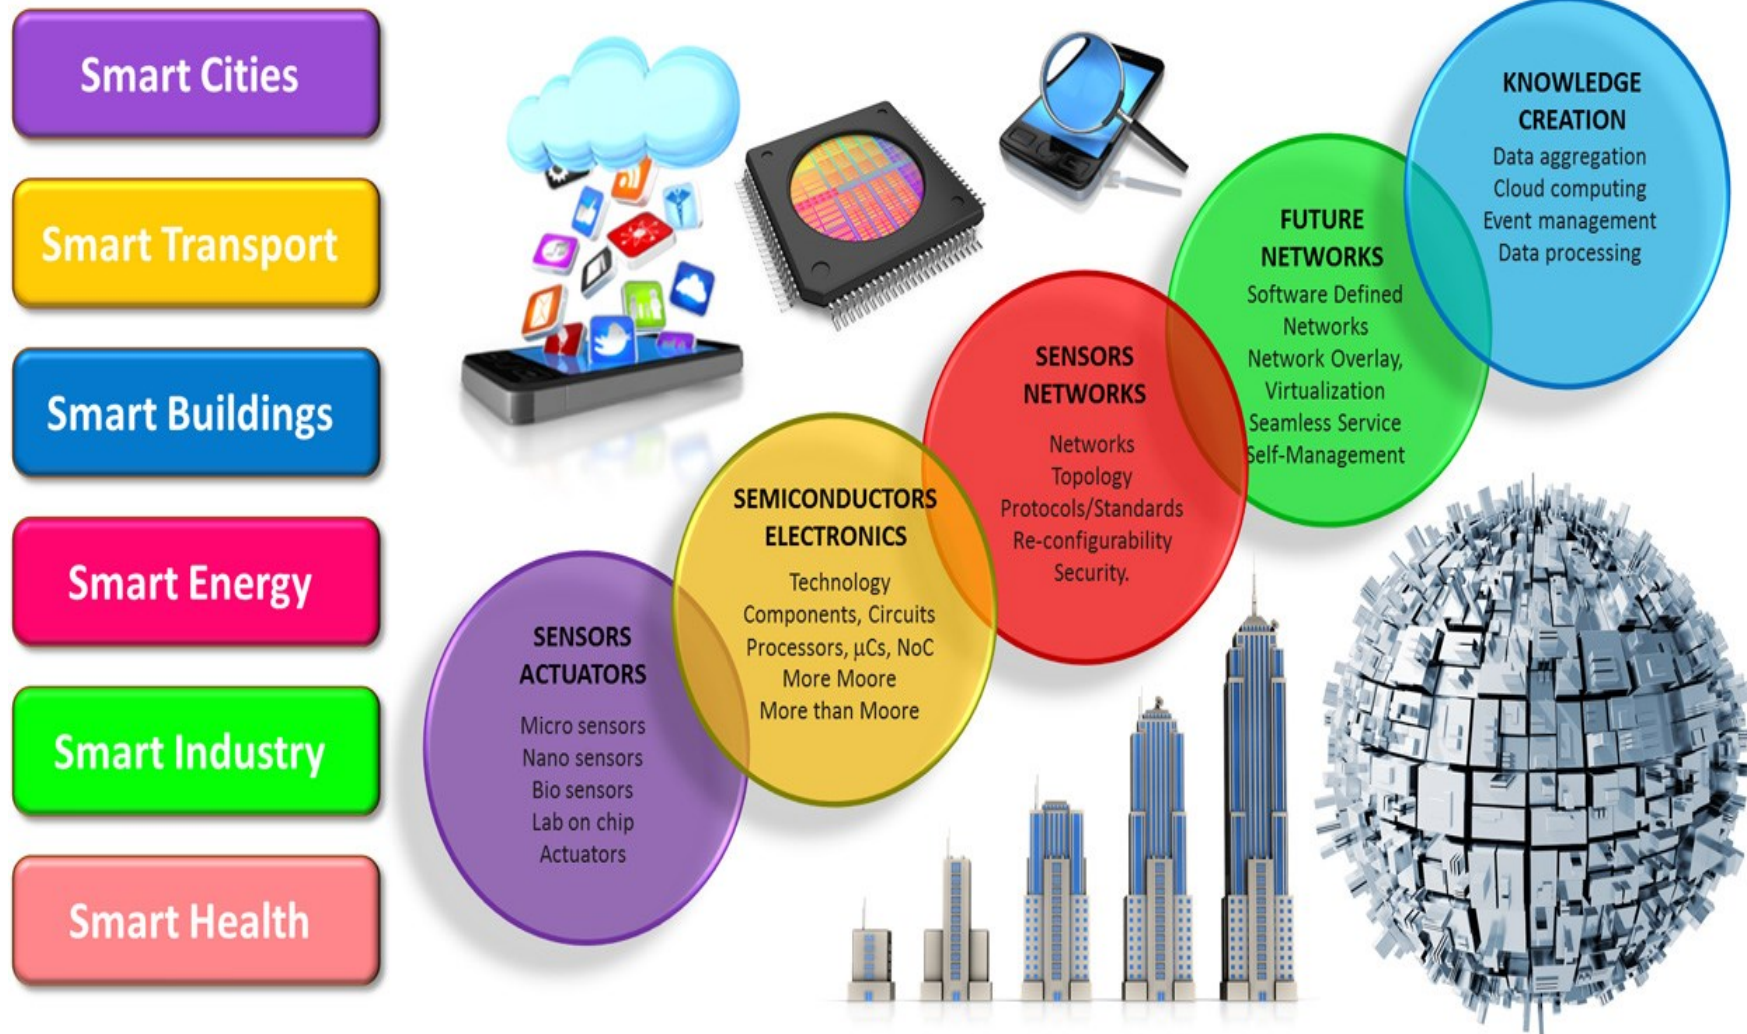 Smart Cities
Smart Transport
Smart Buildings
Smart Energy
Smart Industry
Smart Health
SENSORS
ACTUATORS
Micro sensors
Nano sensors
Bio sensors
Lab on chip
Actuators
SEMICONDUCTORS
ELECTRONICS
Technology
Components, Circuits
Processors, μCs, NoC
More Moore
More than Moore
SENSORS
NETWORKS
Networks
Topology
Protocols/Standards
Re-configurability
Security.
FUTURE
NETWORKS
Software Defined
Networks
Network Overlay,
Virtualization
Seamless Service
Self-Management
KNOWLEDGE
CREATION
Data aggregation
Cloud computing
Event management
Data processing